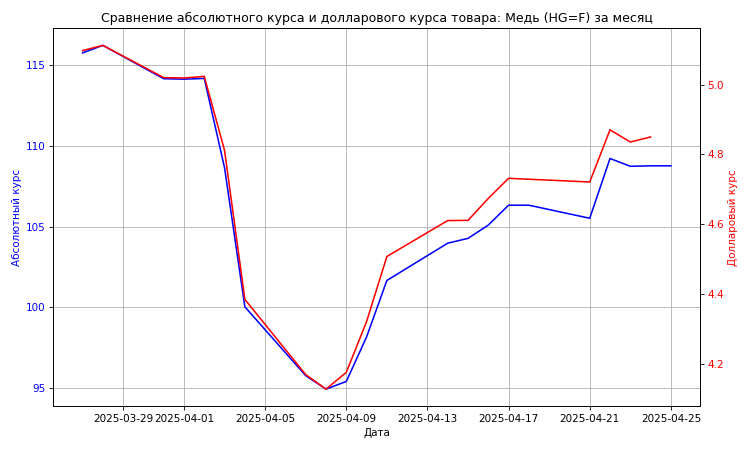 Сравнение абсолютного курса и долларового курса товара: Медь (HG=F) за месяц
115
110
105
100
95
Абсолютный курс
5.0
4.8
4.6
4.4
4.2
Долларовый курс
2025-03-29 2025-04-01 2025-04-05 2025-04-09 2025-04-13 2025-04-17 2025-04-21 2025-04-25
Дата